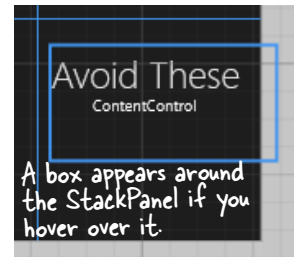 Avoid These
ContentControl
A box appears around
the StackPanel if you
hover over it.